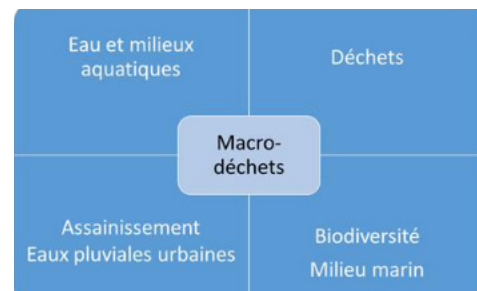 Eau et milieux
aquatiques
Déchets
Macro-
déchets
Assainissement
Eaux pluviales urbaines
Biodiversité
Milieu marin